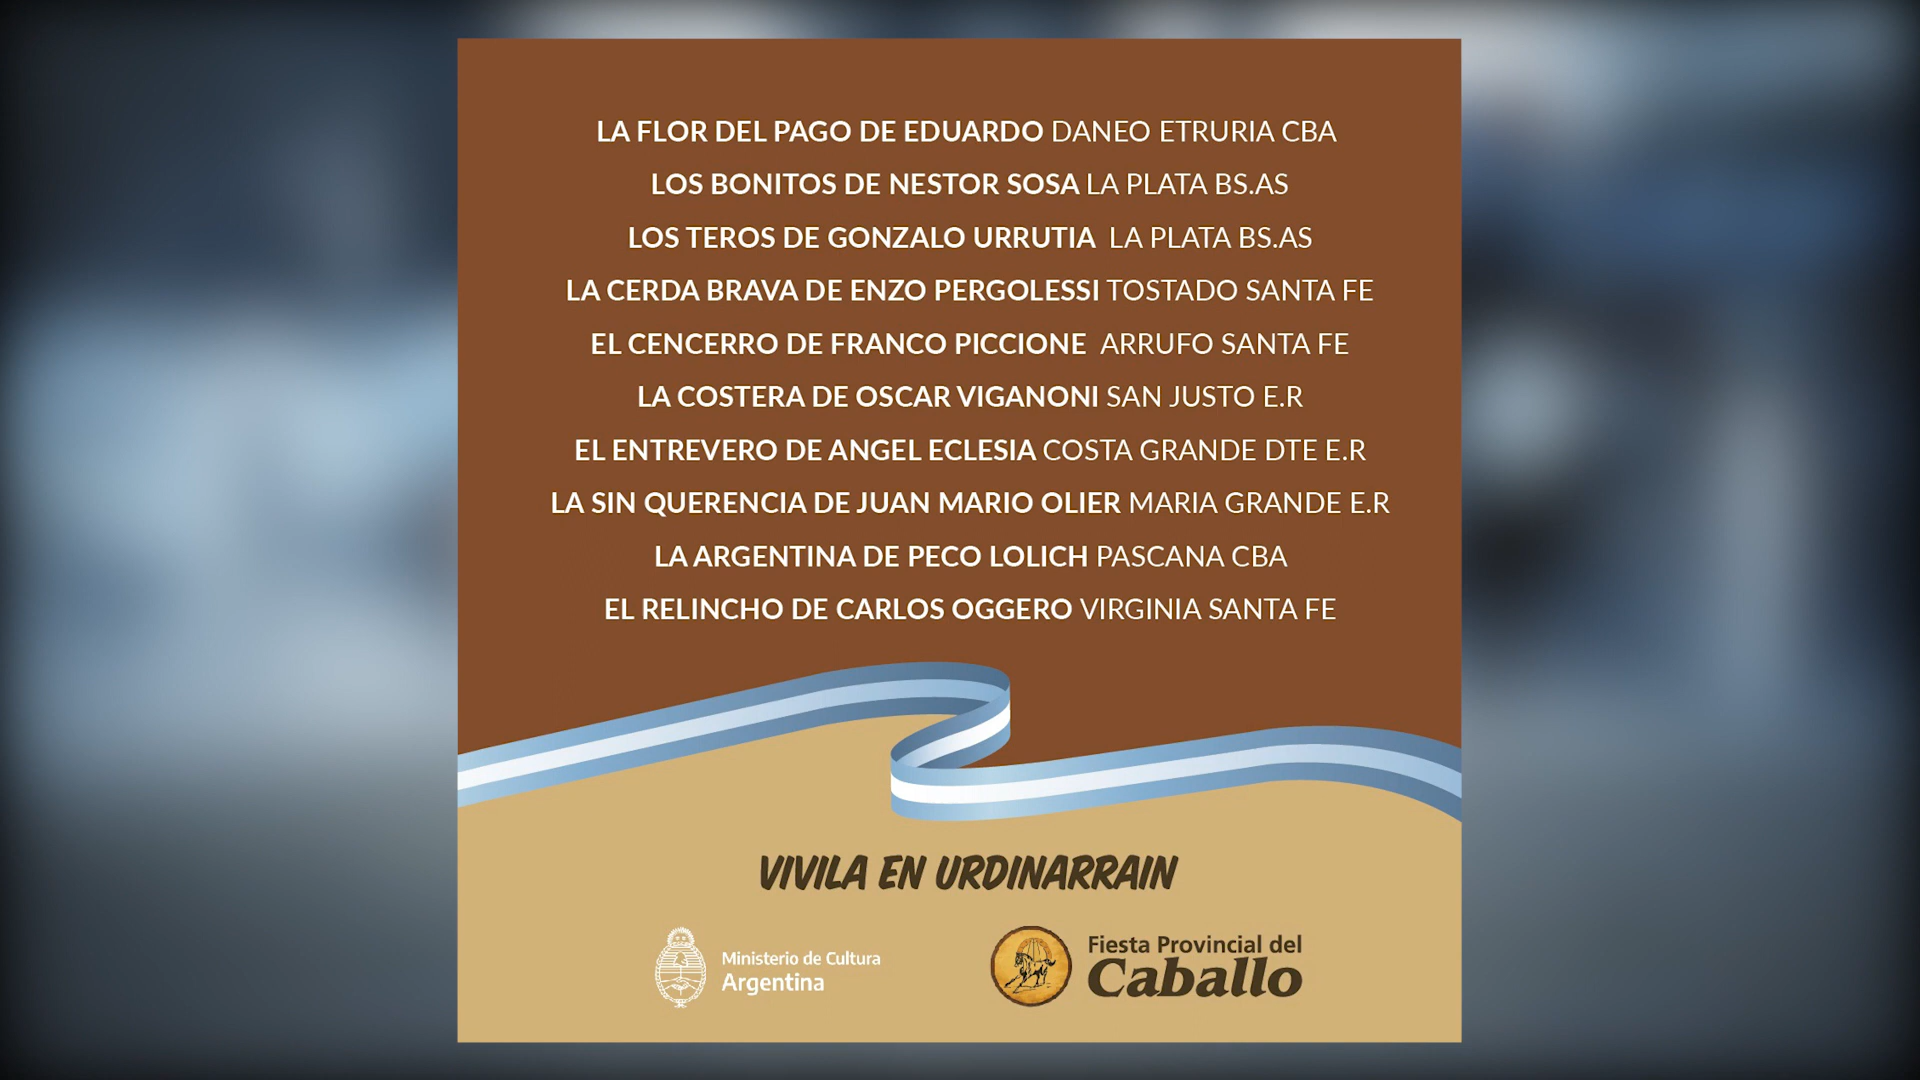 LA FLOR DEL PAGO DE EDUARDO DANEO ETRURIA CBA
LOS BONITOS DE NESTOR SOSA LA PLATA BS.AS
LOS TEROS DE GONZALO URRUTIA LA PLATA BS.AS
LA CERDA BRAVA DE ENZO PERGOLESSI TOSTADO SANTA FE
EL CENCERRO DE FRANCO PICCIONE ARRUFO SANTA FE
LA COSTERA DE OSCAR VIGANONI SAN JUSTO E.R
EL ENTREVERO DE ANGEL ECLESIA COSTA GRANDE DTE E.R
LA SIN QUERENCIA DE JUAN MARIO OLIER MARIA GRANDE E.R
LA ARGENTINA DE PECO LOLICH PASCANA CBA
EL RELINCHO DE CARLOS OGGERO VIRGINIA SANTA FE
VIVILA EN URDINARRAIN
Ministerio de Cultura
Argentina
Fiesta Provincial del
Caballo